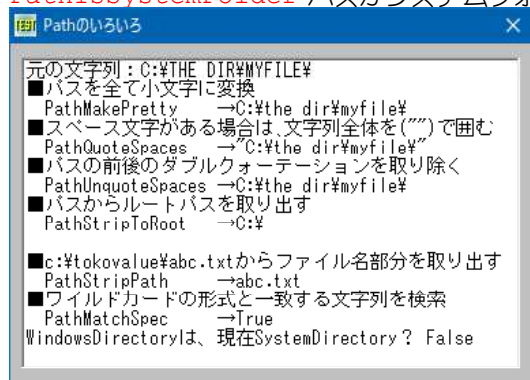 PathIsSystemFolder パスがシステムフォ
Pathのいろいろ
元の文字列：C:¥THE DIR¥MYFILE¥
■パスを全て小文字に変換
PathMakePretty →C:¥the dir¥myfile¥
■スペース文字がある場合は、文字列全体を("")で囲む
PathQuoteSpaces →"C:¥the dir¥myfile¥"
■パスの前後のダブルクォーテーションを取り除く
PathUnquoteSpaces →C:¥the dir¥myfile¥
■パスからルートパスを取り出す
PathStripToRoot →C:¥
■c:¥tokovalue¥abc.txtからファイル名部分を取り出す
PathStripPath →abc.txt
■ワイルドカードの形式と一致する文字列を検索
PathMatchSpec →True
WindowsDirectoryは、現在SystemDirectory？ False